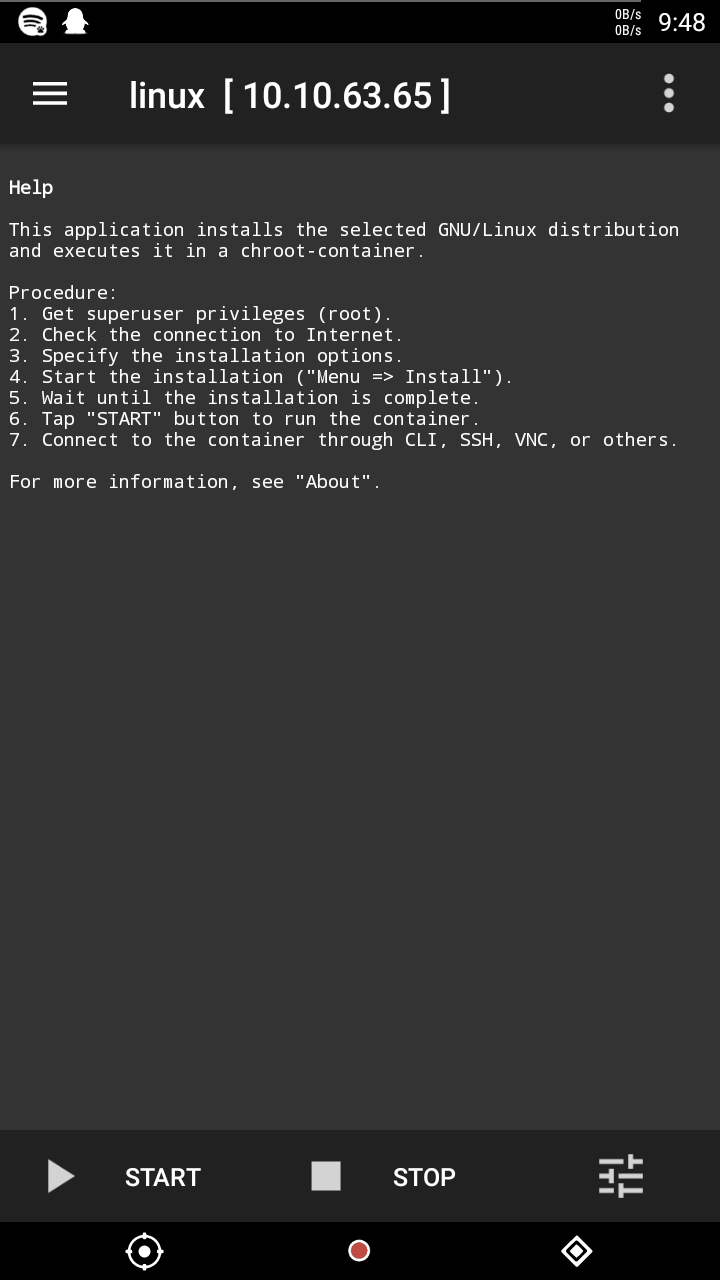 0B/s
0B/s
9:48
linux [ 10.10.63.65 ]
Help
This application installs the selected GNU/Linux distribution
and executes it in a chroot-container.
Procedure:
1. Get superuser privileges (root).
2. Check the connection to Internet.
3. Specify the installation options.
4. Start the installation ("Menu => Install").
5. Wait until the installation is complete.
6. Tap "START" button to run the container.
7. Connect to the container through CLI, SSH, VNC, or others.
For more information, see "About".
START
STOP